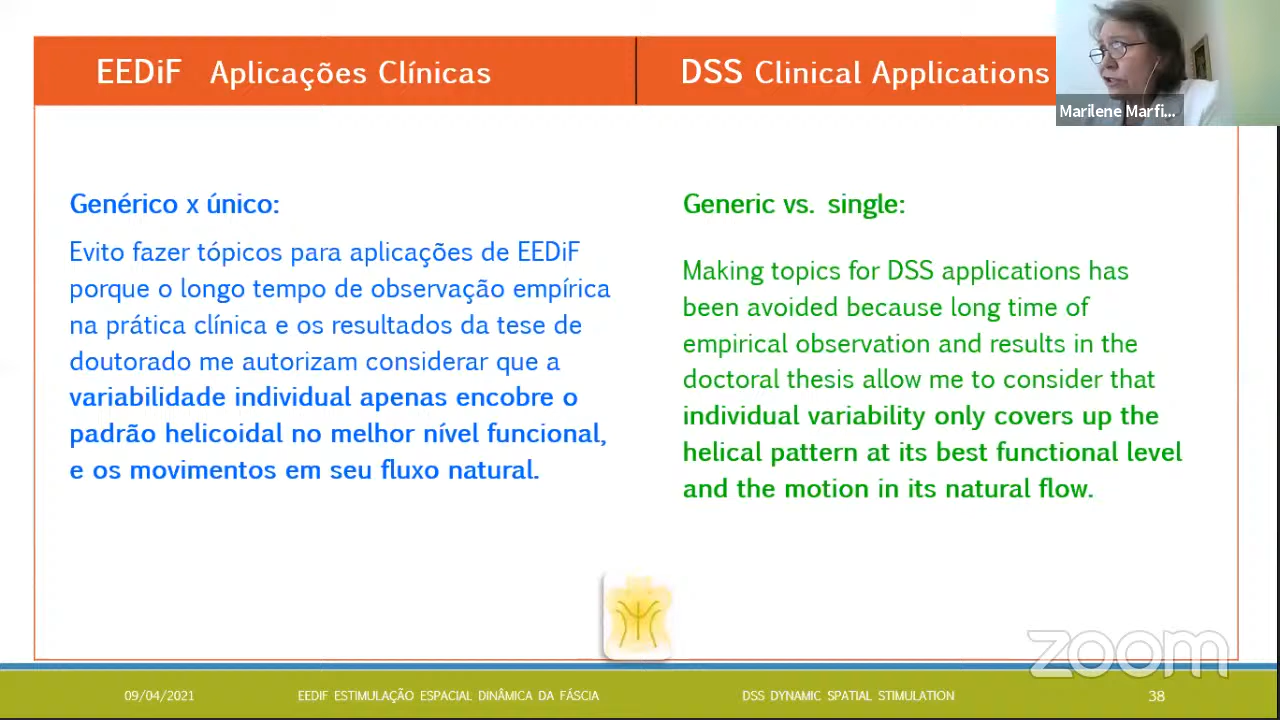 EEDiF Aplicações Clínicas
DSS Clinical Applications
Marilene Marfi...
Genérico x único:
Evito fazer tópicos para aplicações de EEDiF
porque o longo tempo de observação empírica
na prática clínica e os resultados da tese de
doutorado me autorizam considerar que a
variabilidade individual apenas encobre o
padrão helicoidal no melhor nível funcional,
e os movimentos em seu fluxo natural.
Generic vs. single:
Making topics for DSS applications has
been avoided because long time of
empirical observation and results in the
doctoral thesis allow me to consider that
individual variability only covers up the
helical pattern at its best functional level
and the motion in its natural flow.
zoom
09/04/2021
EEDIF ESTIMULAÇÃO ESPACIAL DINÂMICA DA FÁSCIA
DSS DYNAMIC SPATIAL STIMULATION
38